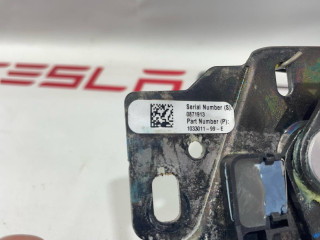 TESLA
Serial Number (S):
0871913
Part Number (P):
1033011-99-E